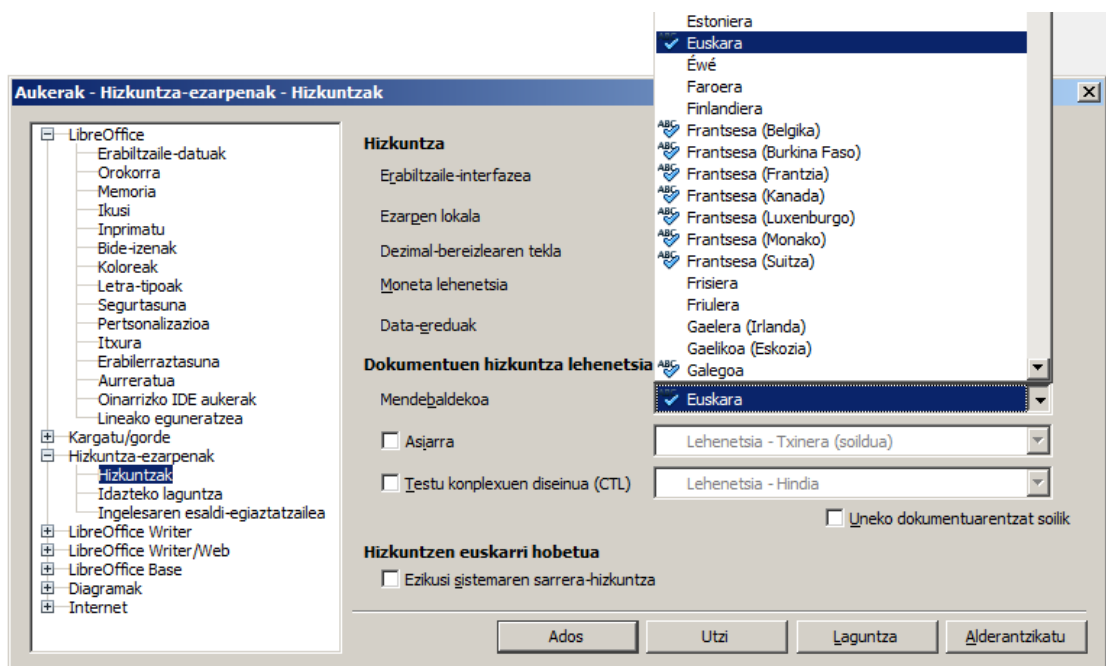 Estoniera
Euskara
Éwé
Faroera
Finlandiera
Frantsesa (Belgika)
Frantsesa (Burkina Faso)
Frantsesa (Frantzia)
Frantsesa (Kanada)
Frantsesa (Luxenburgo)
Frantsesa (Monako)
Frantsesa (Suitza)
Frisiera
Friulera
Gaelera (Irlanda)
Gaelikoa (Eskozia)
Galegoa
Aukerak - Hizkuntza-ezarpenak - Hizkuntzak
LibreOffice
Erabiltzaile-datuak
Orokorra
Memoria
Ikusi
Inprimatu
Bide-izenak
Koloreak
Letra-tipoak
Segurtasuna
Pertsonalizazioa
Itxura
Erabilerraztasuna
Aurreratua
Oinarrizko IDE aukerak
Lineako eguneratzea
Kargatu/gorde
Hizkuntza-ezarpenak
Hizkuntzak
Idazteko laguntza
Ingelesaren esaldi-egiaztatzailea
LibreOffice Writer
LibreOffice Writer/Web
LibreOffice Base
Diagramak
Internet
Hizkuntza
Erabiltzaile-interfazea
Ezarpen lokala
Dezimal-bereizlearen tekla
Moneta lehenetsia
Data-ereduak
Dokumentuen hizkuntza lehenetsia
Mendebaldekoa Euskara
Asiarra Lehenetsia - Txinera (soildua)
Testu konplexuen diseinua (CTL) Lehenetsia - Hindia
Uneko dokumentuarentzat soilik
Hizkuntzen euskarri hobetua
Ezikusi sistemaren sarrera-hizkuntza
Ados Utzi Laguntza Alderantzikatu